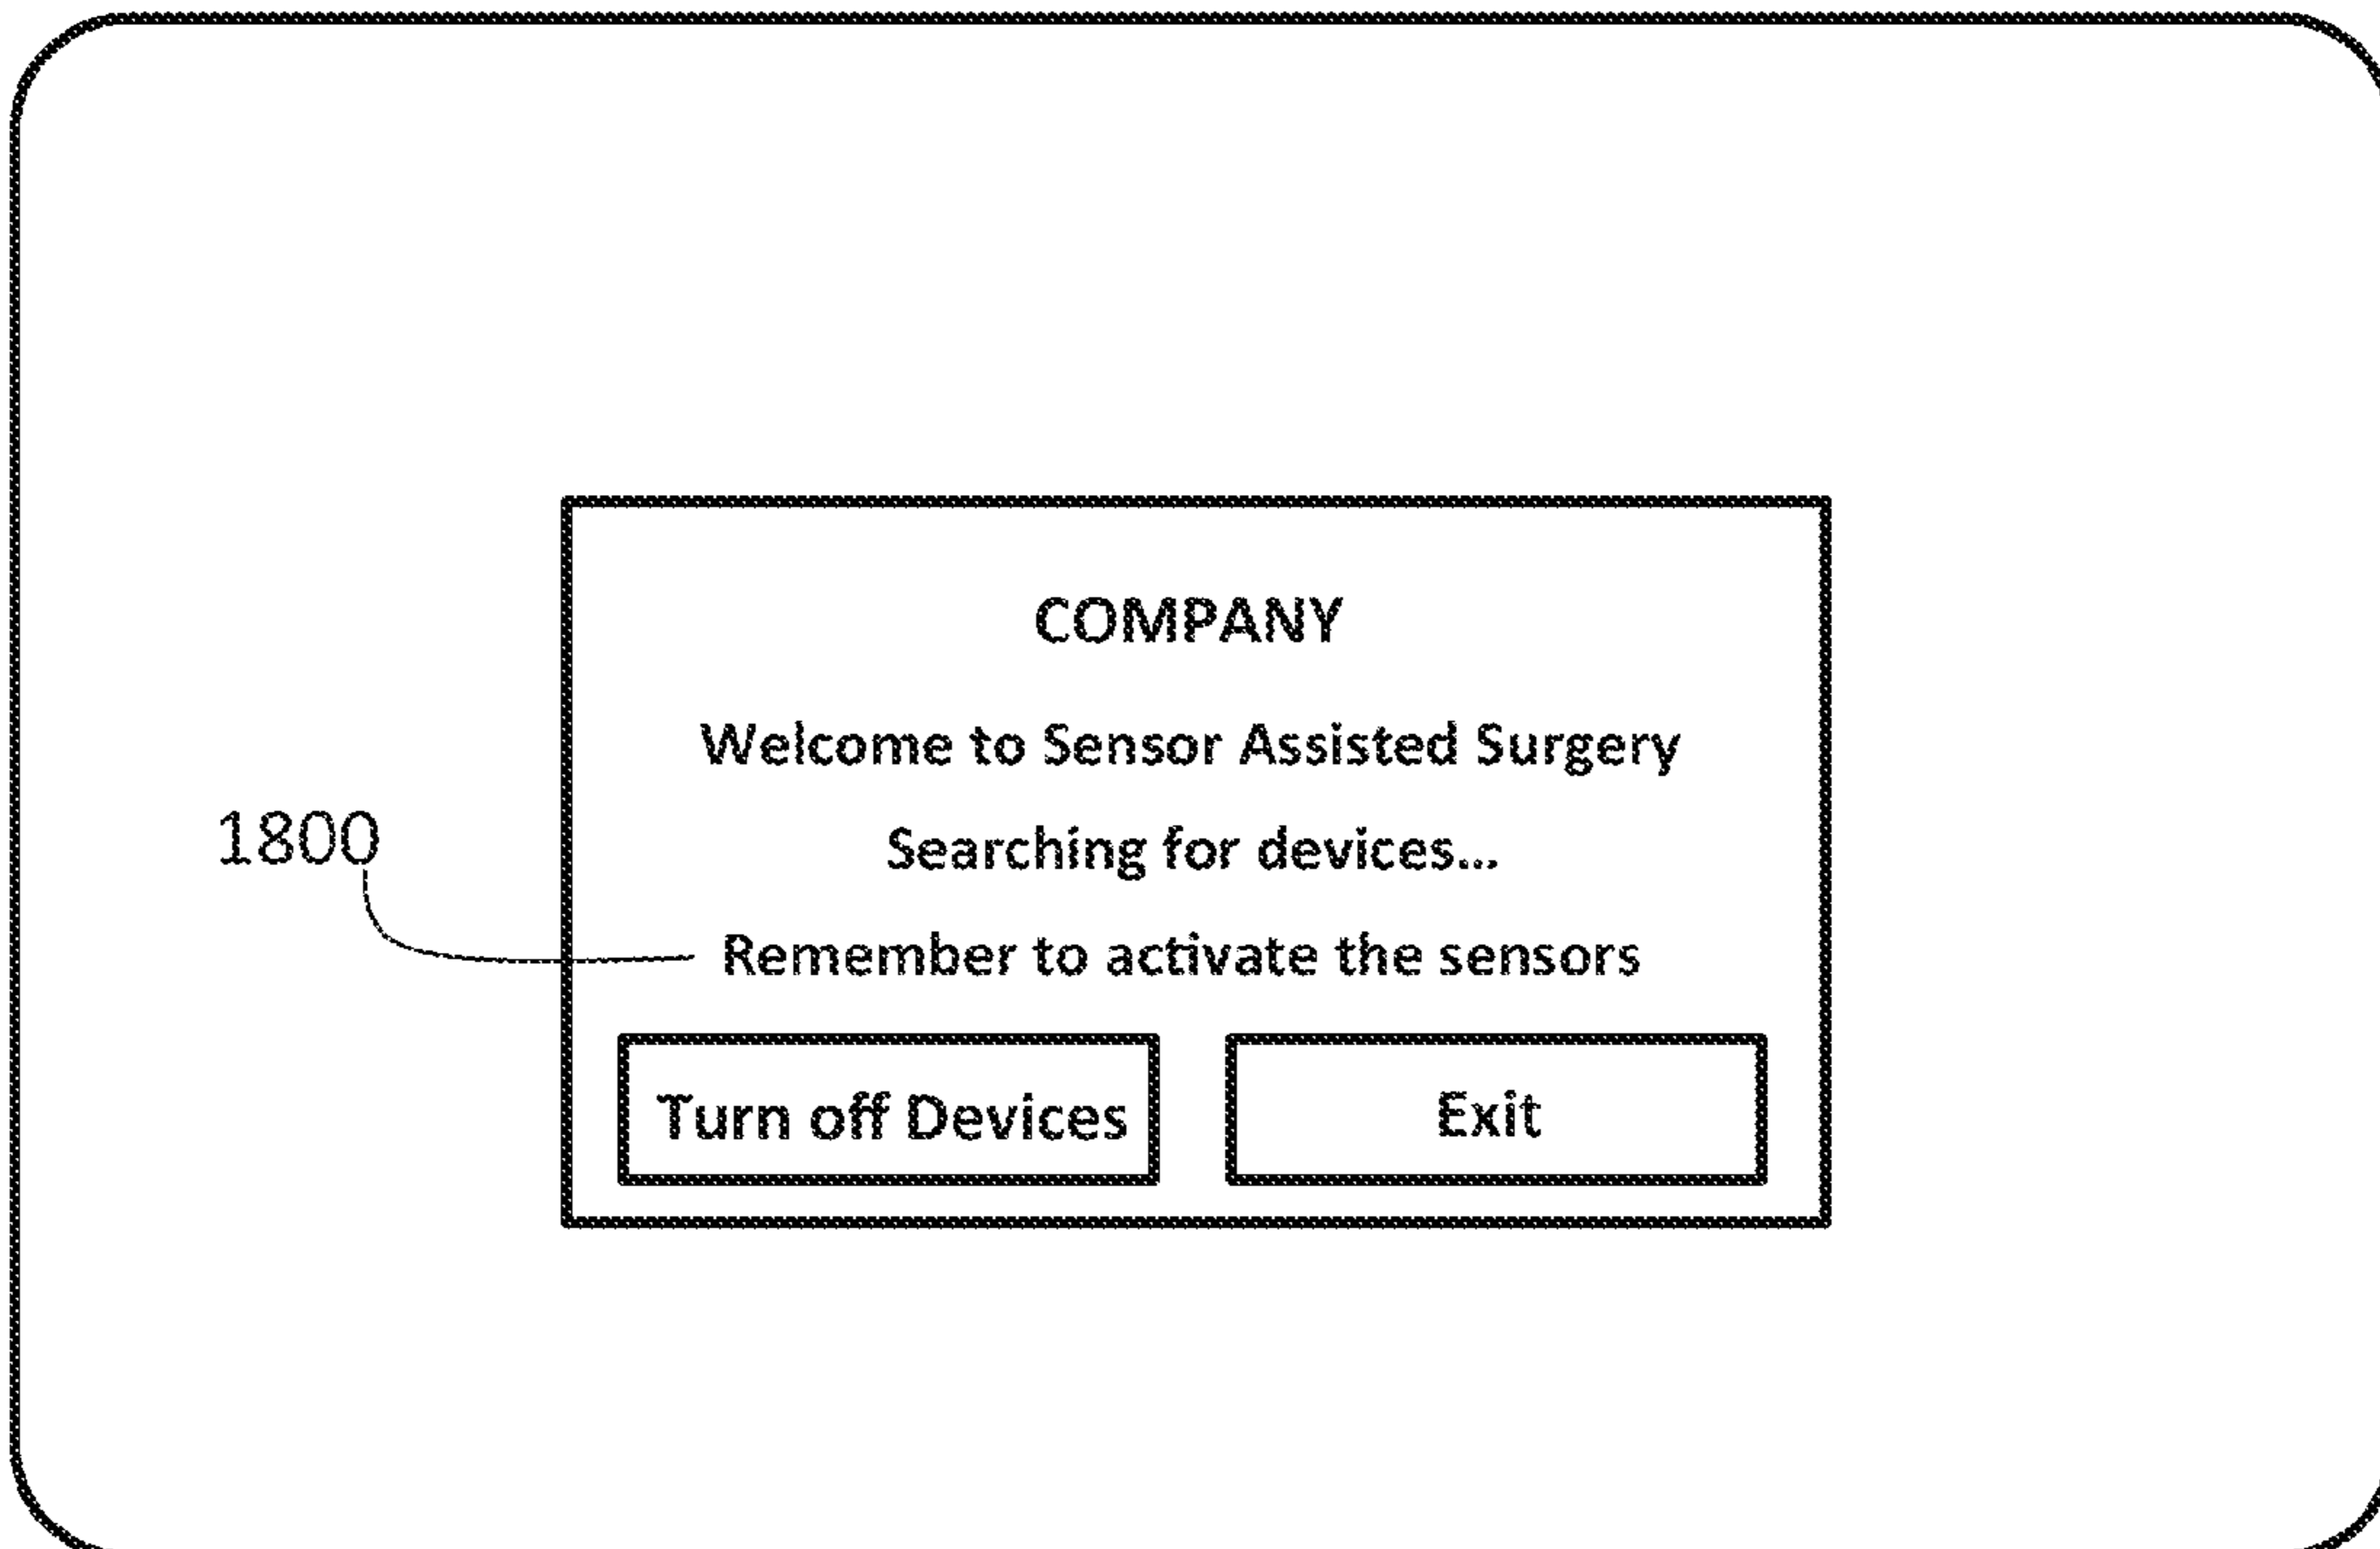 COMPANY
Welcome to Sensor Assisted Surgery
Searching for devices...
1800
Remember to activate the sensors
Turn off Devices
Exit